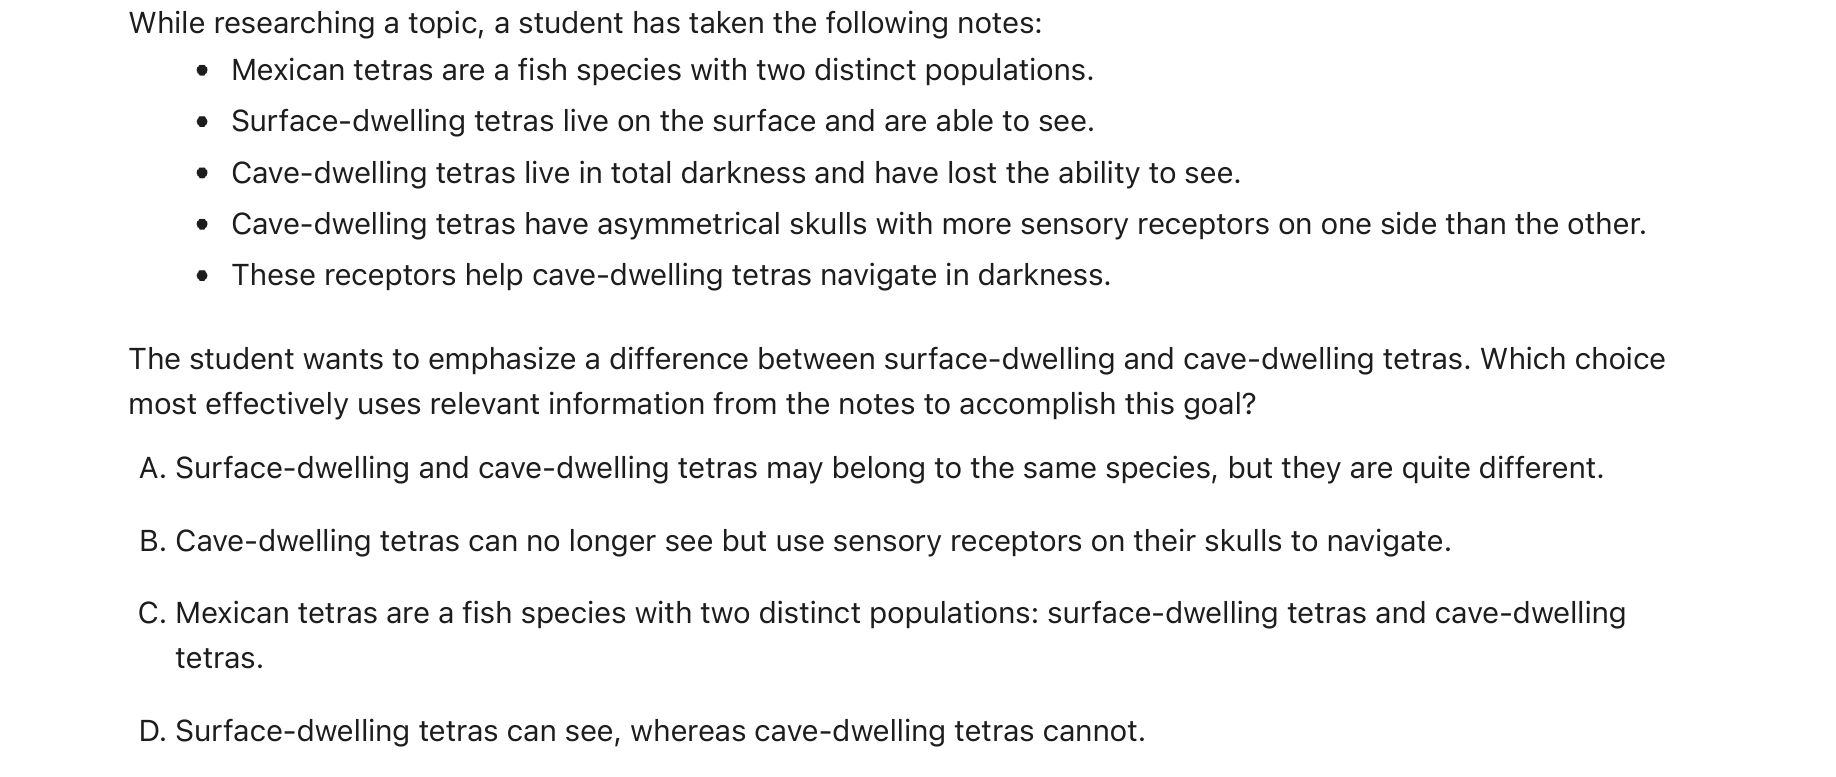 While researching a topic, a student has taken the following notes:
• Mexican tetras are a fish species with two distinct populations.
• Surface-dwelling tetras live on the surface and are able to see.
• Cave-dwelling tetras live in total darkness and have lost the ability to see.
• Cave-dwelling tetras have asymmetrical skulls with more sensory receptors on one side than the other.
• These receptors help cave-dwelling tetras navigate in darkness.
The student wants to emphasize a difference between surface-dwelling and cave-dwelling tetras. Which choice
most effectively uses relevant information from the notes to accomplish this goal?
A. Surface-dwelling and cave-dwelling tetras may belong to the same species, but they are quite different.
B. Cave-dwelling tetras can no longer see but use sensory receptors on their skulls to navigate.
C. Mexican tetras are a fish species with two distinct populations: surface-dwelling tetras and cave-dwelling
tetras.
D. Surface-dwelling tetras can see, whereas cave-dwelling tetras cannot.